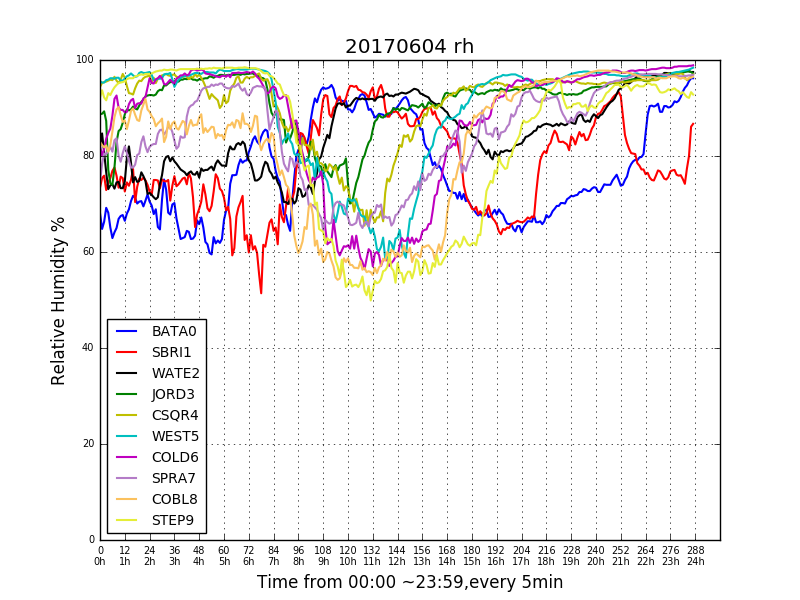 20170604 rh
100
80
60
40
20
0
Relative Humidity %
BATA0
SBRI1
WATE2
JORD3
CSQR4
WEST5
COLD6
SPRA7
COBL8
STEP9
0 12 24 36 48 60 72 84 96 108 120 132 144 156 168 180 192 204 216 228 240 252 264 276 288
0h 1h 2h 3h 4h 5h 6h 7h 8h 9h 10h 11h 12h 13h 14h 15h 16h 17h 18h 19h 20h 21h 22h 23h 24h
Time from 00:00 ~23:59,every 5min